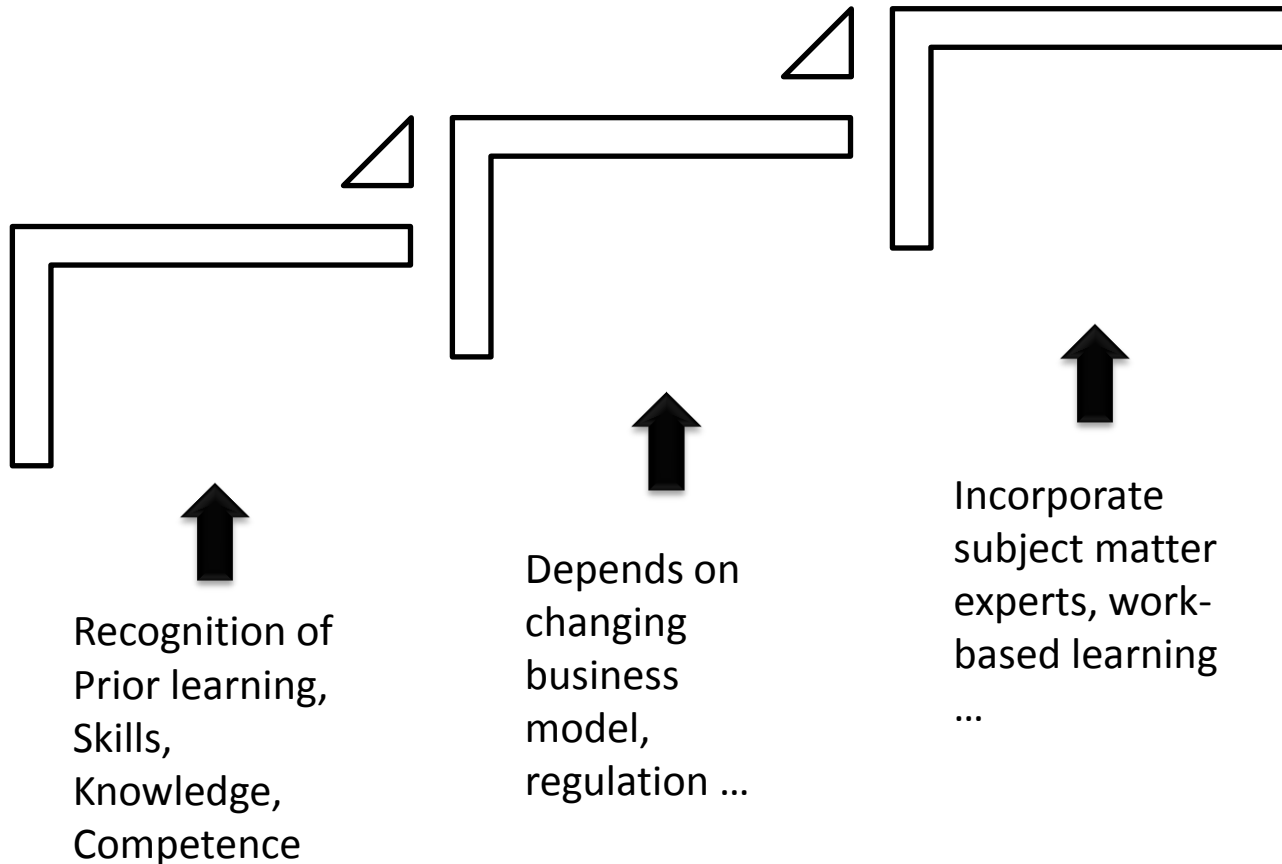 Recognition of
Prior learning,
Skills,
Knowledge,
Competence
Depends on
changing
business
model,
regulation …
Incorporate
subject matter
experts, work-
based learning
…